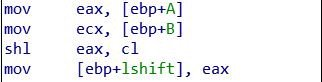 mov     eax, [ebp+A]
mov     ecx, [ebp+B]
shl     eax, cl
mov     [ebp+lshift], eax